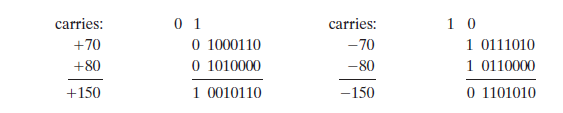 carries: 0 1 carries: 1 0
+70 0 1000110 −70 1 0111010
+80 0 1010000 −80 1 0110000
+150 1 0010110 −150 0 1101010